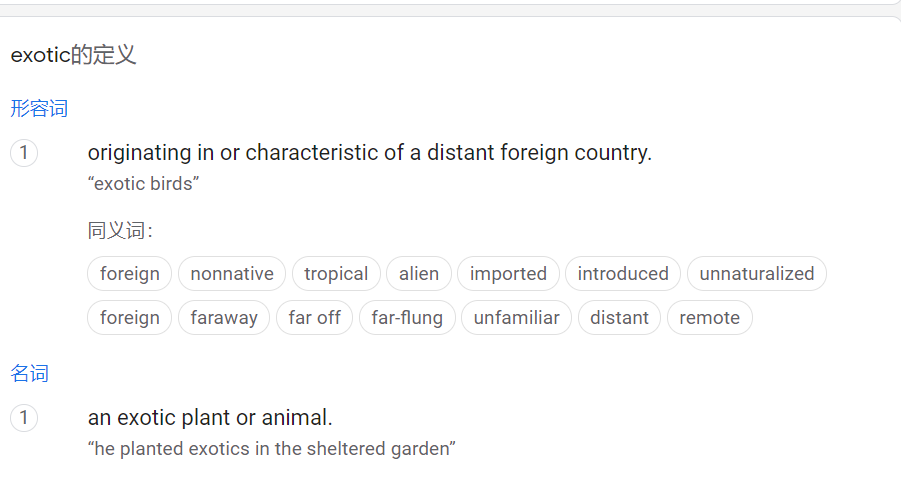 exotic的定义
形容词
1 originating in or characteristic of a distant foreign country.
“exotic birds”
同义词：
foreign nonnative tropical alien imported introduced unnaturalized
foreign faraway far off far-flung unfamiliar distant remote
名词
1 an exotic plant or animal.
“he planted exotics in the sheltered garden”